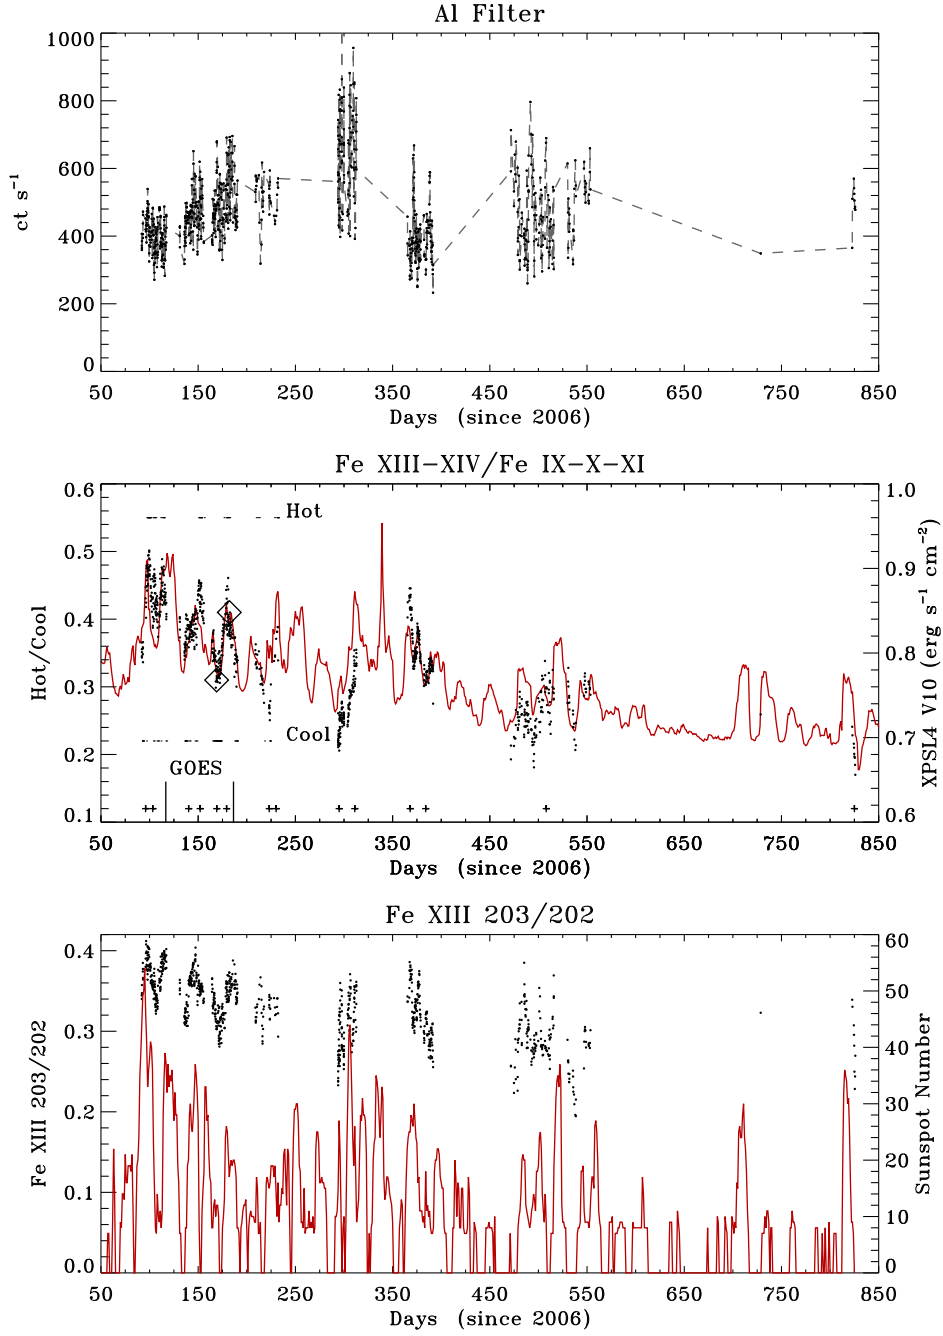 Al Filter
1000
800
600
400
200
0
ct s⁻¹
50 150 250 350 450 550 650 750 850
Days (since 2006)
Fe XIII−XIV/Fe IX−X−XI
0.6
0.5
0.4
0.3
0.2
0.1
Hot/Cool
Hot
Cool
GOES
1.0
0.9
0.8
0.7
0.6
XPSL4 V10 (erg s⁻¹ cm⁻²)
50 150 250 350 450 550 650 750 850
Days (since 2006)
Fe XIII 203/202
0.4
0.3
0.2
0.1
0.0
Fe XIII 203/202
60
50
40
30
20
10
0
Sunspot Number
50 150 250 350 450 550 650 750 850
Days (since 2006)